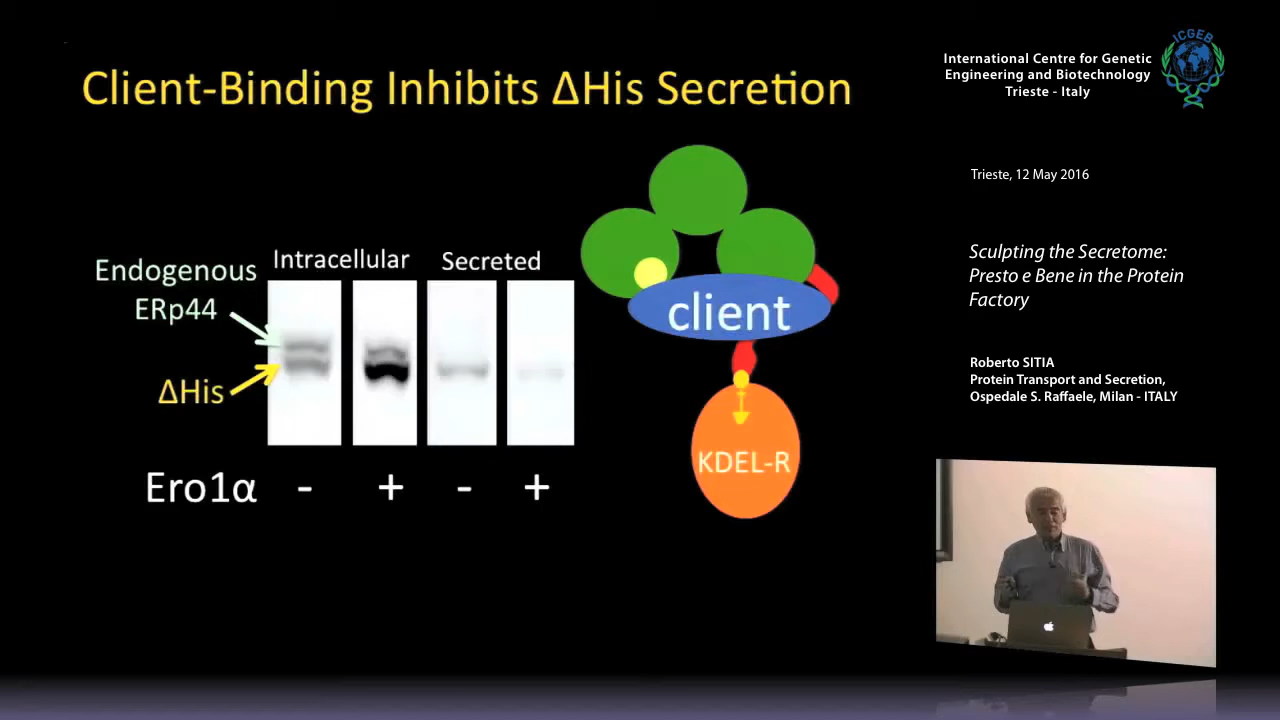 Client-Binding Inhibits ΔHis Secretion
Endogenous
ERp44
ΔHis
Intracellular
Secreted
Ero1α - + - +
client
KDEL-R
International Centre for Genetic
Engineering and Biotechnology
Trieste - Italy
ICGEB
Trieste, 12 May 2016
Sculpting the Secretome:
Presto e Bene in the Protein
Factory
Roberto SITIA
Protein Transport and Secretion,
Ospedale S. Raffaele, Milan - ITALY